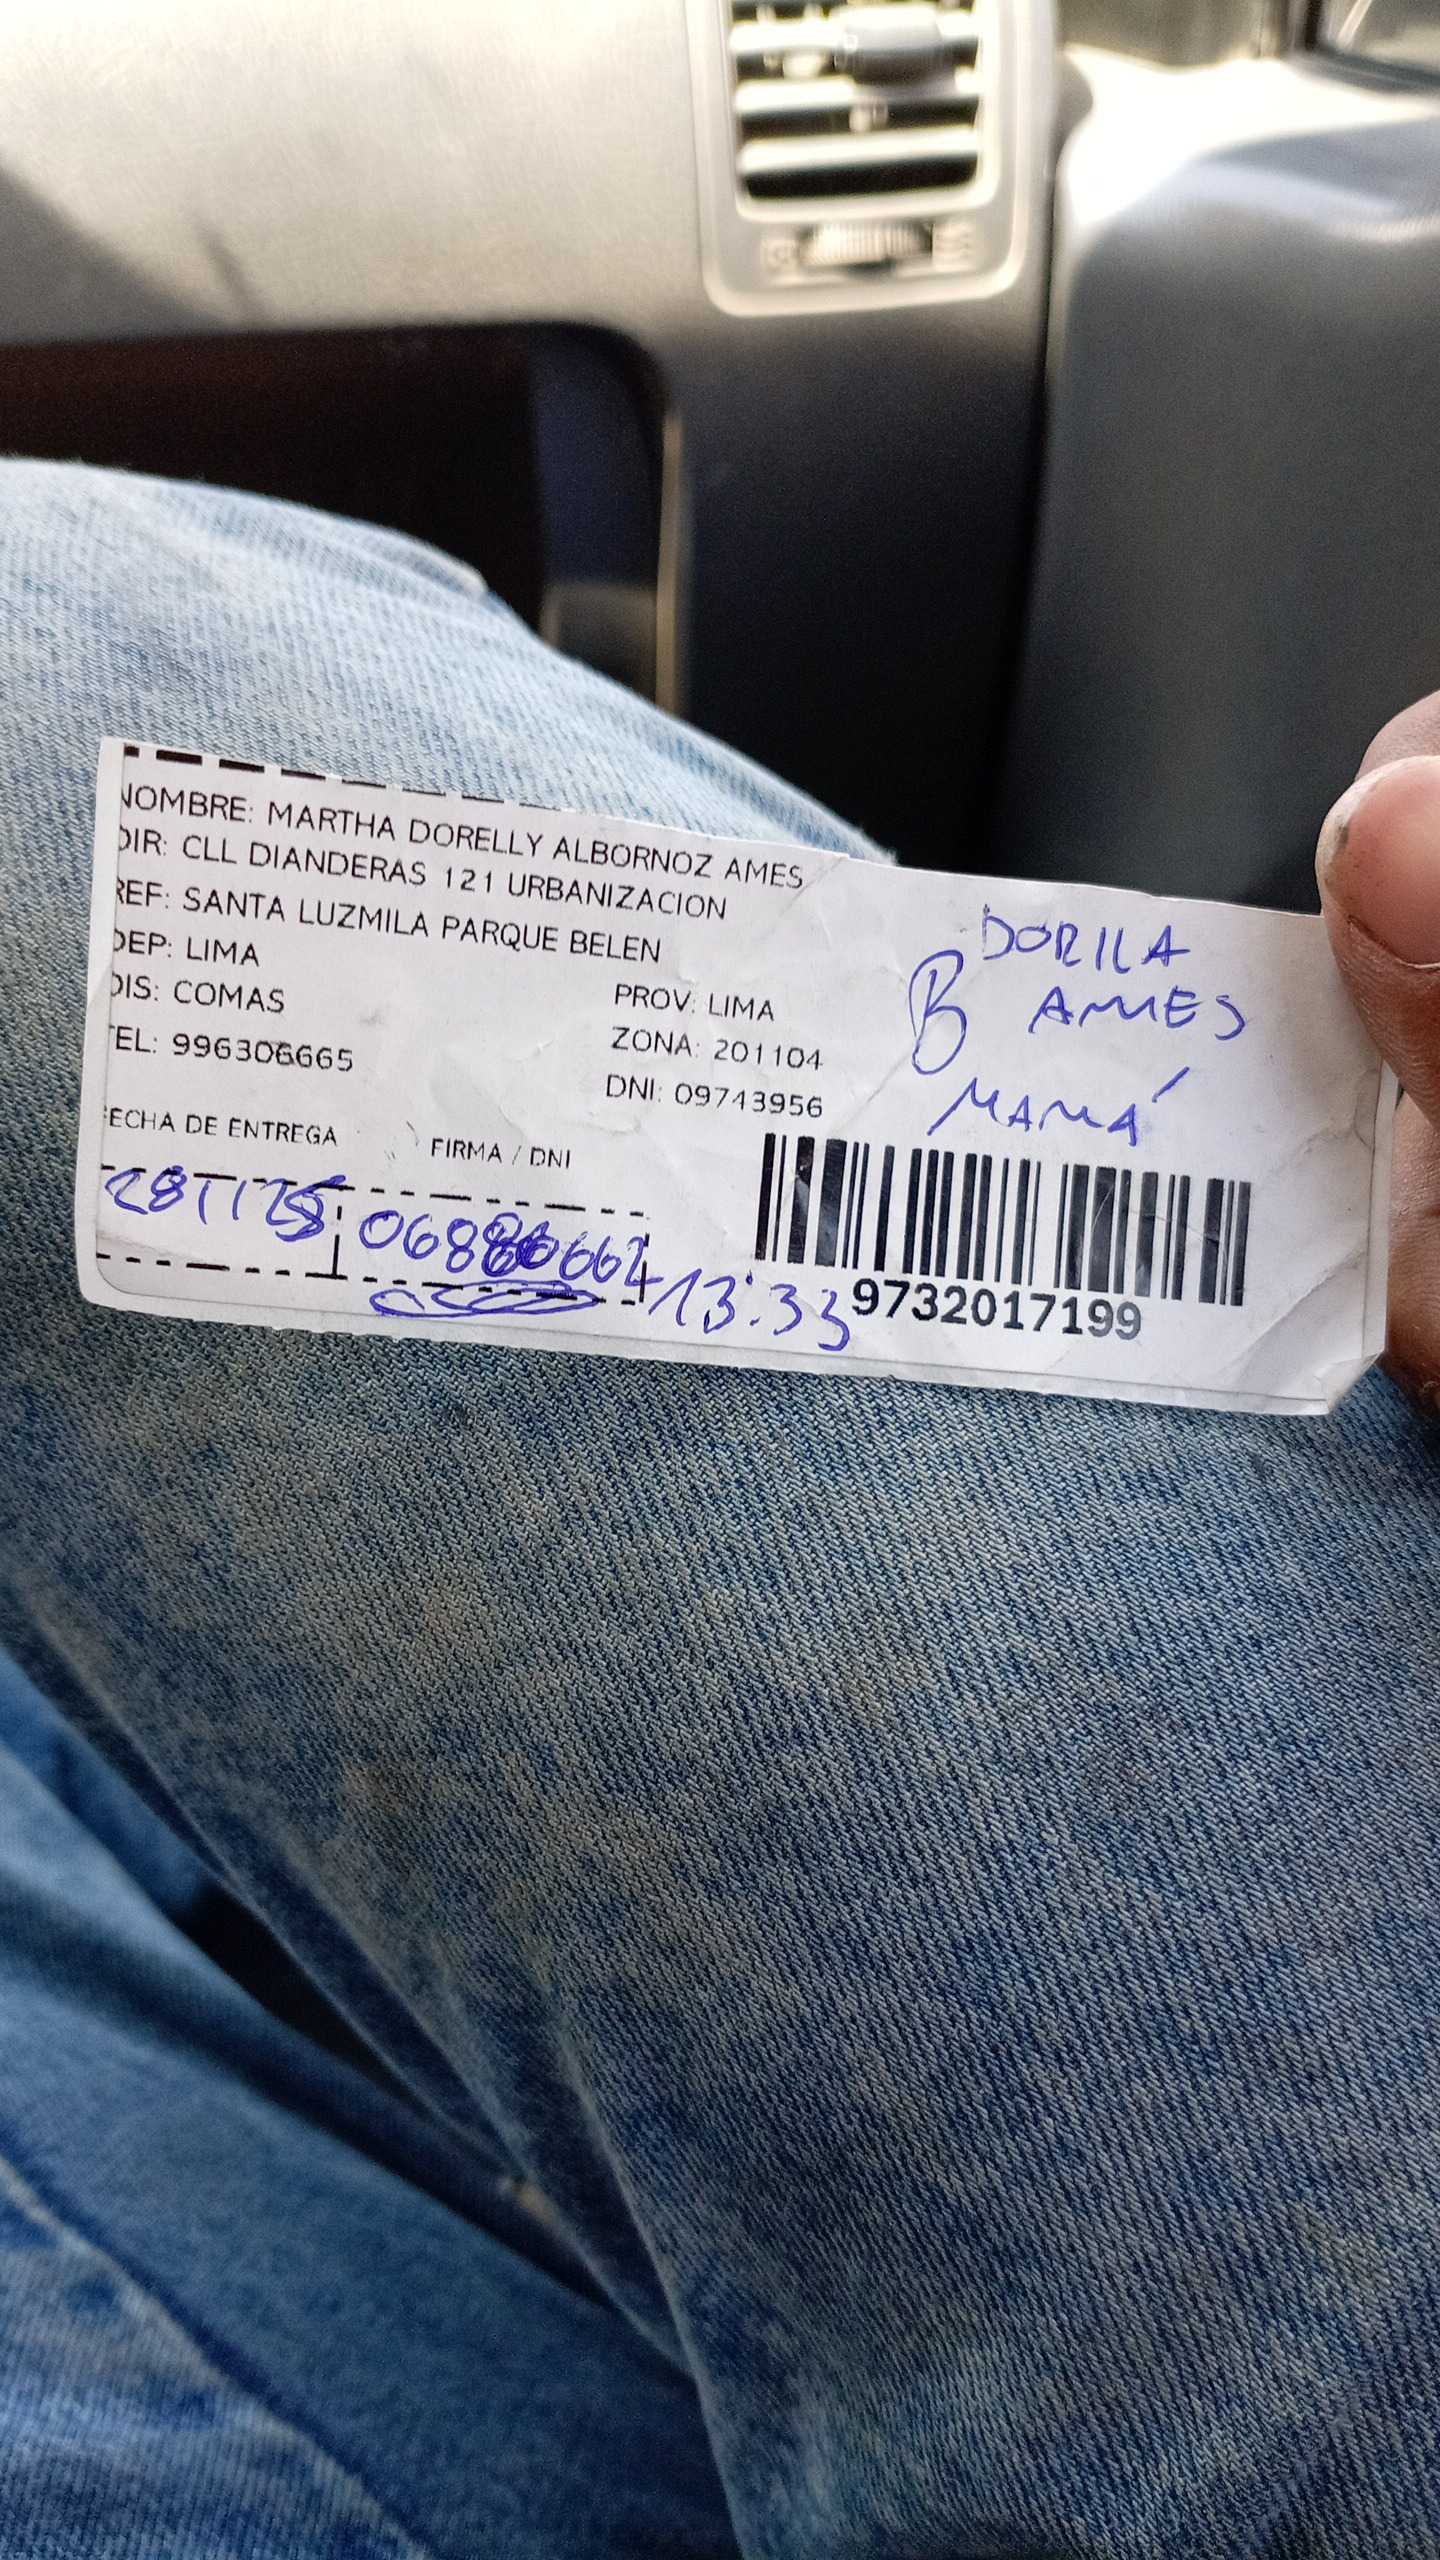 NOMBRE: MARTHA DORELLY ALBORNOZ AMES
DIR: CLL DIANDERAS 121 URBANIZACION
REF: SANTA LUZMILA PARQUE BELEN
DEP: LIMA
PROV: LIMA
DIS: COMAS
ZONA: 201104
TEL: 996306665
DNI: 09743956
FECHA DE ENTREGA
FIRMA / DNI
13:33
DORILA
B AMES
MAMÁ
9732017199